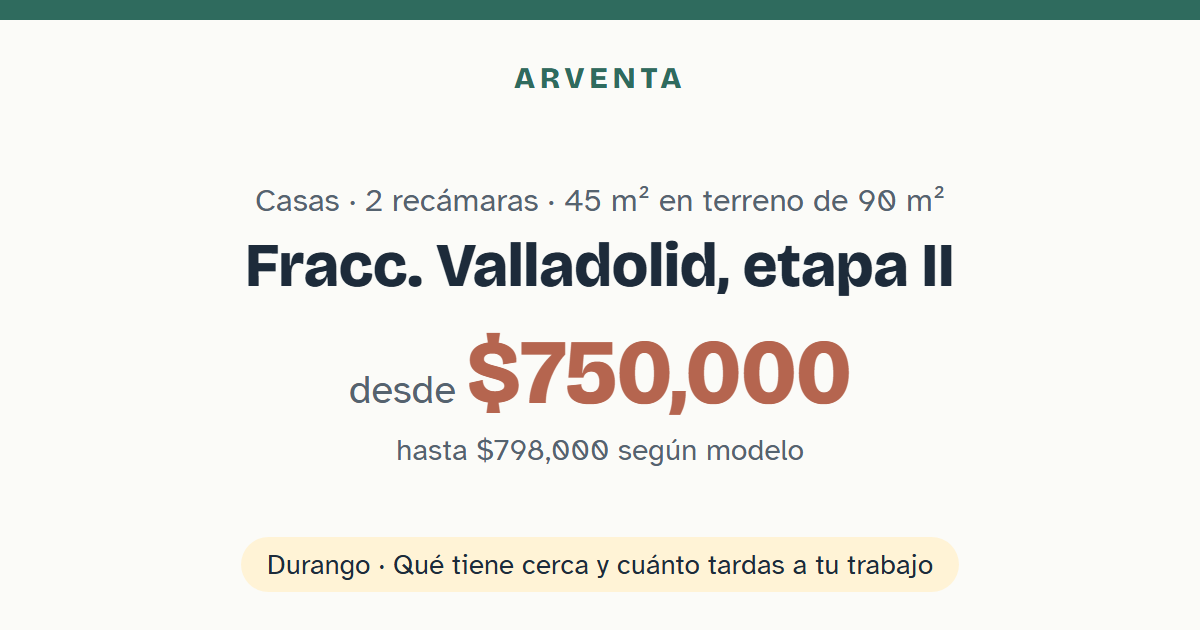 ARVENTA
Casas · 2 recámaras · 45 m² en terreno de 90 m²
Fracc. Valladolid, etapa II
desde $750,000
hasta $798,000 según modelo
Durango · Qué tiene cerca y cuánto tardas a tu trabajo